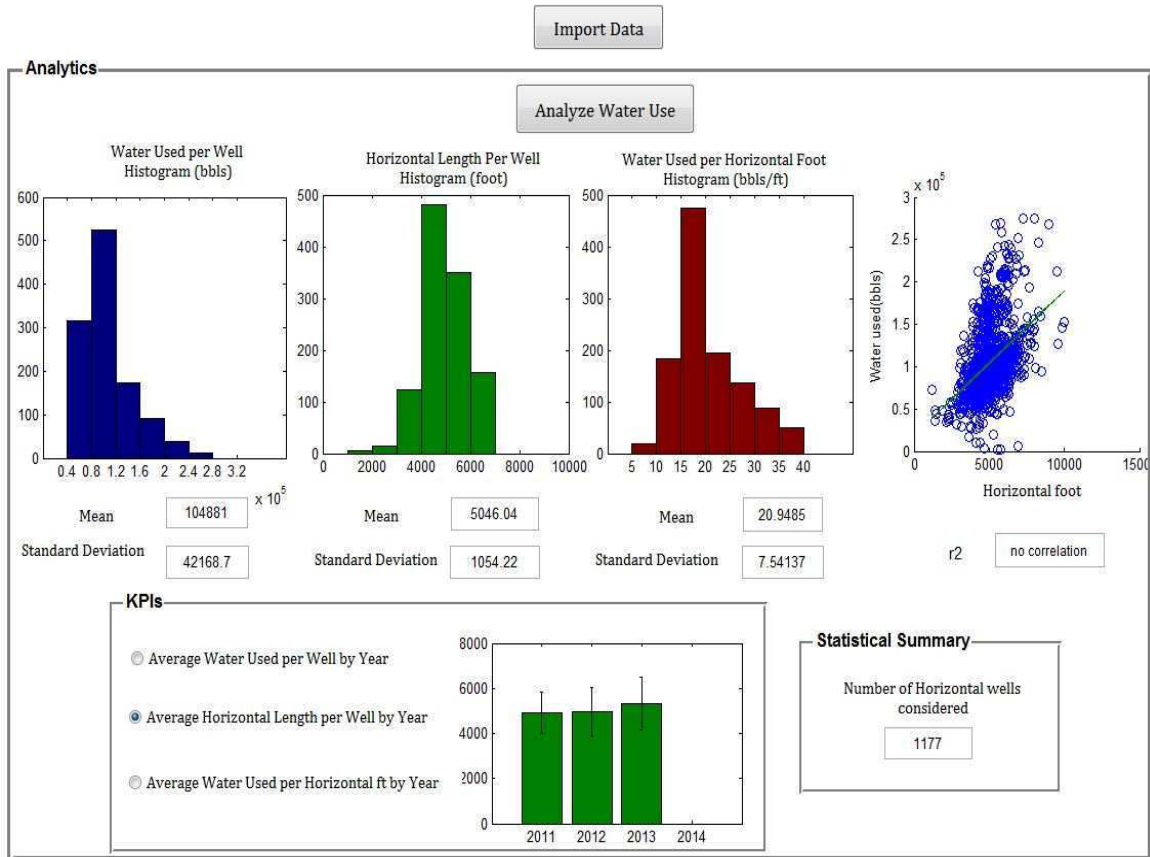 Import Data
Analytics
Analyze Water Use
Water Used per Well
Histogram (bbls)
600
500
400
300
200
100
0
0.4 0.8 1.2 1.6 2 2.4 2.8 3.2
x 10^5
Mean
104881
Standard Deviation
42168.7
Horizontal Length Per Well
Histogram (foot)
500
400
300
200
100
0
0 2000 4000 6000 8000 10000
Mean
5046.04
Standard Deviation
1054.22
Water Used per Horizontal Foot
Histogram (bbls/ft)
500
400
300
200
100
0
5 10 15 20 25 30 35 40
Mean
20.9485
Standard Deviation
7.54137
x 10^5
3
2.5
2
1.5
1
0.5
0
Water used(bbls)
0 5000 10000 1500
Horizontal foot
r2
no correlation
KPIs
Average Water Used per Well by Year
Average Horizontal Length per Well by Year
Average Water Used per Horizontal ft by Year
8000
6000
4000
2000
0
2011 2012 2013 2014
Statistical Summary
Number of Horizontal wells
considered
1177